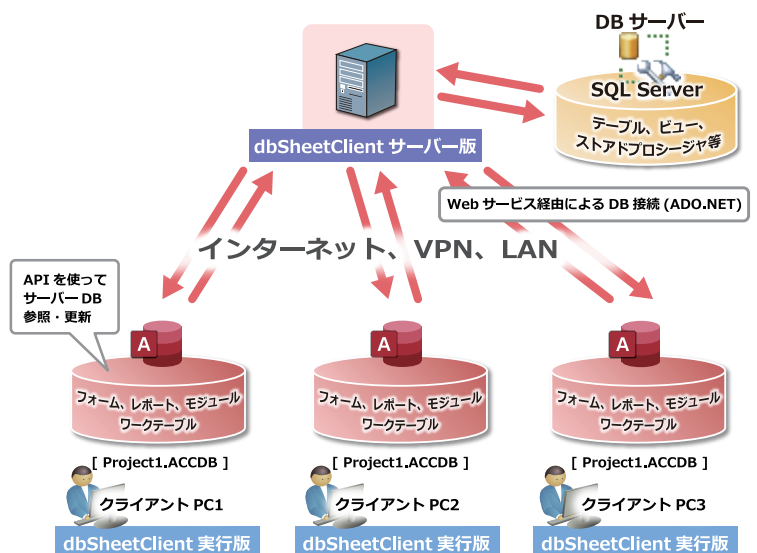 DB サーバー
SQL Server
テーブル、ビュー、
ストアドプロシージャ等
dbSheetClient サーバー版
Web サービス経由による DB 接続 (ADO.NET)
インターネット、VPN、LAN
API を使って
サーバー DB
参照・更新
A
フォーム、レポート、モジュール
ワークテーブル
[ Project1.ACCDB ]
クライアント PC1
dbSheetClient 実行版
A
フォーム、レポート、モジュール
ワークテーブル
[ Project1.ACCDB ]
クライアント PC2
dbSheetClient 実行版
A
フォーム、レポート、モジュール
ワークテーブル
[ Project1.ACCDB ]
クライアント PC3
dbSheetClient 実行版